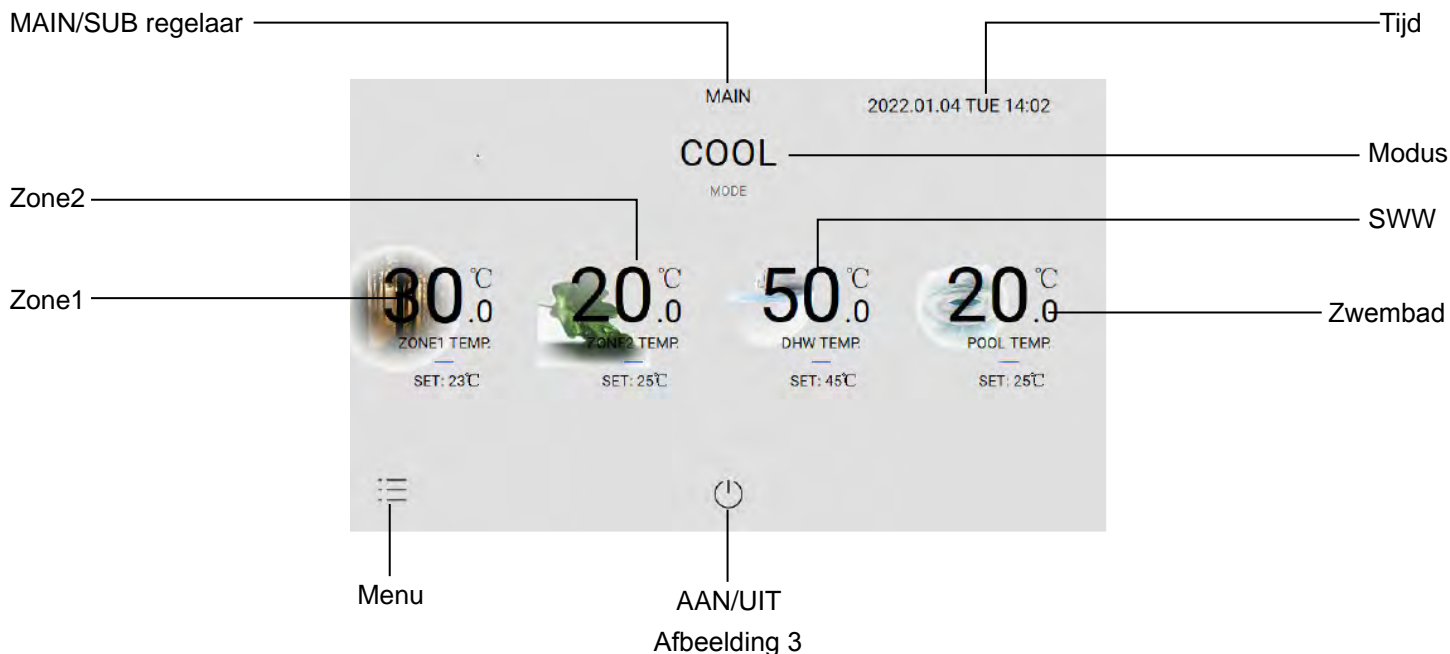 MAIN/SUB regelaar
Tijd
MAIN
2022.01.04 TUE 14:02
COOL
Modus
MODE
Zone2
SWW
30.0℃
20.0℃
50.0℃
20.0℃
Zone1
Zwembad
ZONE1 TEMP.
ZONE2 TEMP.
DHW TEMP.
POOL TEMP.
SET: 23℃
SET: 25℃
SET: 45℃
SET: 25℃
Menu
AAN/UIT
Afbeelding 3